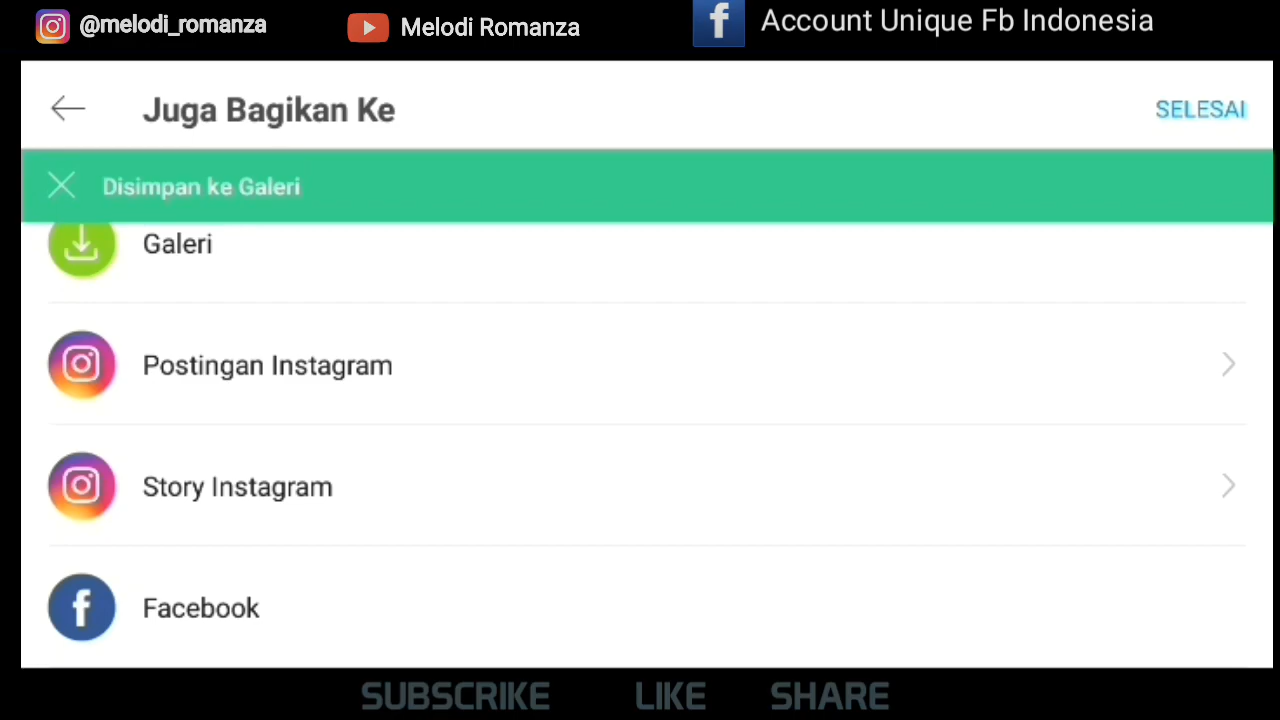 @melodi_romanza
Melodi Romanza
Account Unique Fb Indonesia
Juga Bagikan Ke
SELESAI
Disimpan ke Galeri
Galeri
Postingan Instagram
Story Instagram
Facebook
SUBSCRIKE LIKE SHARE